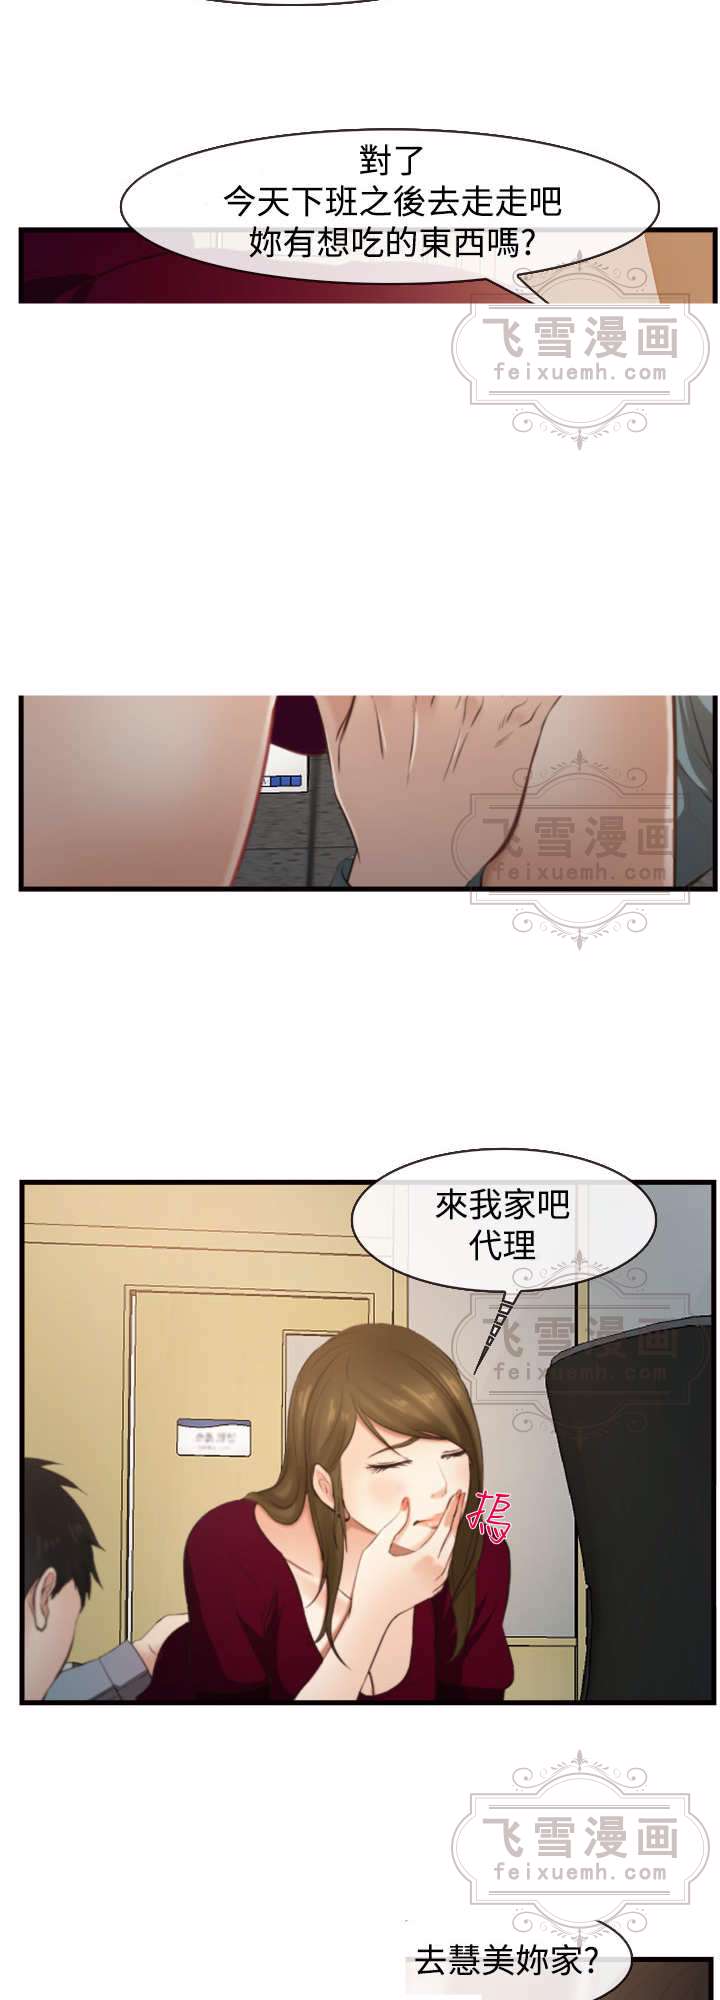 對了
今天下班之後去走走吧
妳有想吃的東西嗎?
飞雪漫画
feixuemh.com
飞雪漫画
feixuemh.com
來我家吧
代理
飞雪漫画
feixuemh.com
摀
飞雪漫画
feixuemh.com
去慧美妳家?